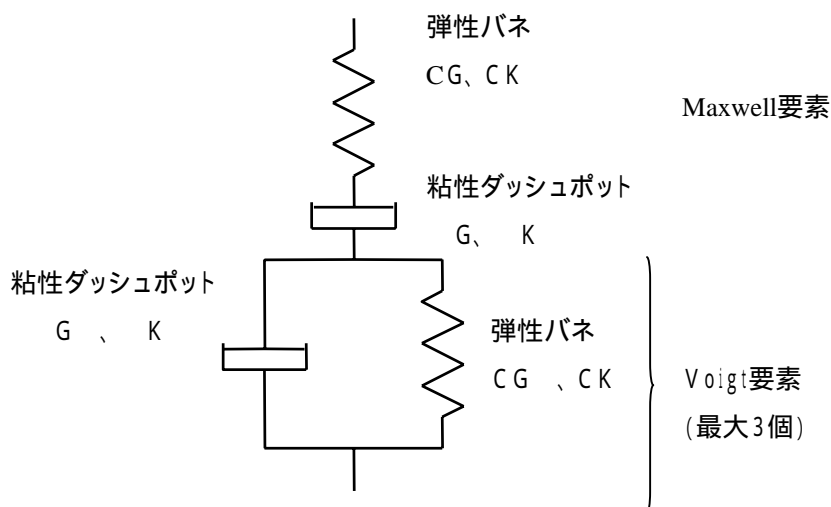 弾性バネ
CG、CK
Maxwell要素
粘性ダッシュポット
G、 K
粘性ダッシュポット
G 、 K
弾性バネ
CG 、CK
Voigt要素
(最大3個)